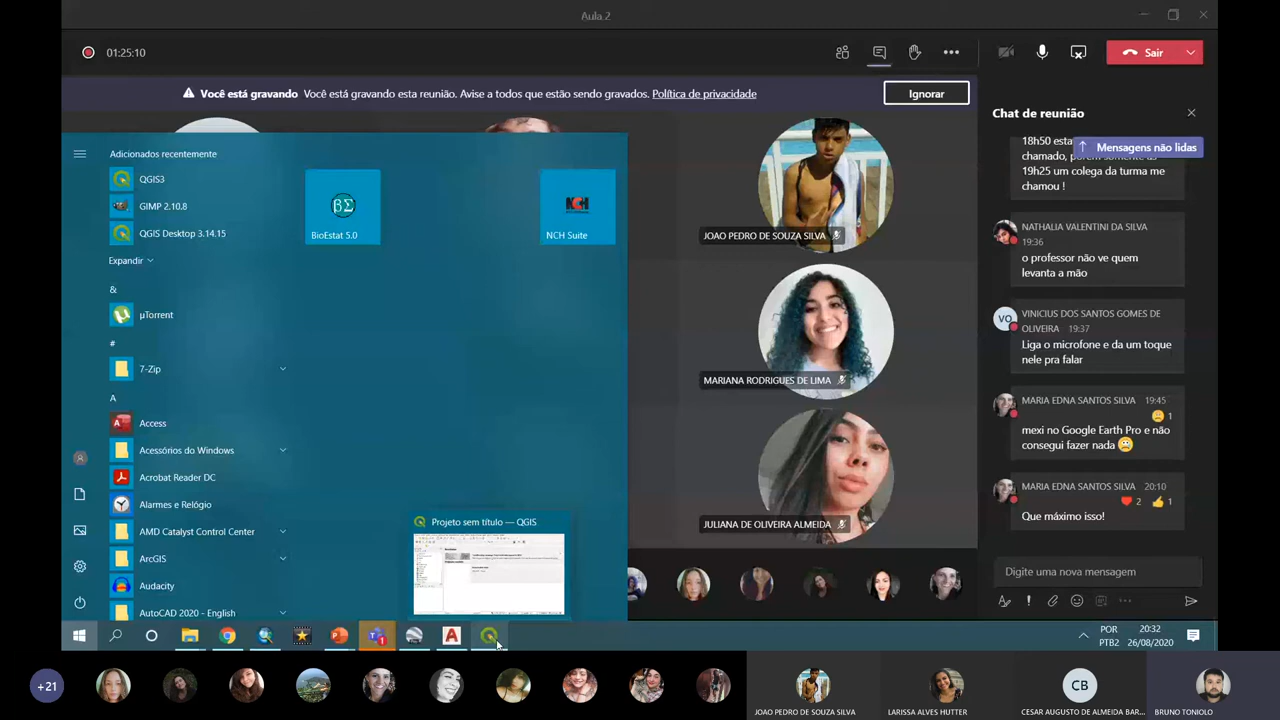 Aula 2
01:25:10
Sair
Você está gravando Você está gravando esta reunião. Avise a todos que estão sendo gravados. Política de privacidade
Ignorar
Adicionados recentemente
QGIS3
GIMP 2.10.8
QGIS Desktop 3.14.15
Expandir
&
µTorrent
#
7-Zip
A
Access
Acessórios do Windows
Acrobat Reader DC
Alarmes e Relógio
AMD Catalyst Control Center
ArcGIS
Audacity
AutoCAD 2020 - English
βΣ
BioEstat 5.0
NCH
NCH Suite
Projeto sem título — QGIS
JOAO PEDRO DE SOUZA SILVA
MARIANA RODRIGUES DE LIMA
JULIANA DE OLIVEIRA ALMEIDA
Chat de reunião
Mensagens não lidas
19h25 um colega da turma me
chamou !
NATHALIA VALENTINI DA SILVA
19:36
o professor não ve quem
levanta a mão
VO
VINICIUS DOS SANTOS GOMES DE
OLIVEIRA 19:37
Liga o microfone e da um toque
nele pra falar
MARIA EDNA SANTOS SILVA 19:45
1
mexi no Google Earth Pro e não
consegui fazer nada
MARIA EDNA SANTOS SILVA 20:10
2 1
Que máximo isso!
Digite uma nova mensagem
POR
PTB2
20:32
26/08/2020
+21
JOAO PEDRO DE SOUZA SILVA
LARISSA ALVES HUTTER
CB
CESAR AUGUSTO DE ALMEIDA BAR...
BRUNO TONIOLO